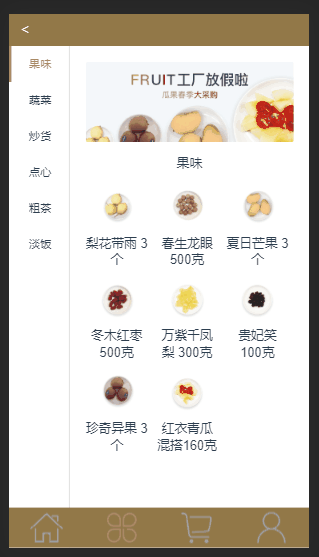 <
果味
蔬菜
炒货
点心
粗茶
淡饭
FRUIT工厂放假啦
瓜果春季大采购
果味
梨花带雨 3
个
春生龙眼
500克
夏日芒果 3
个
冬木红枣
500克
万紫千凤
梨 300克
贵妃笑
100克
珍奇异果 3
个
红衣青瓜
混搭160克